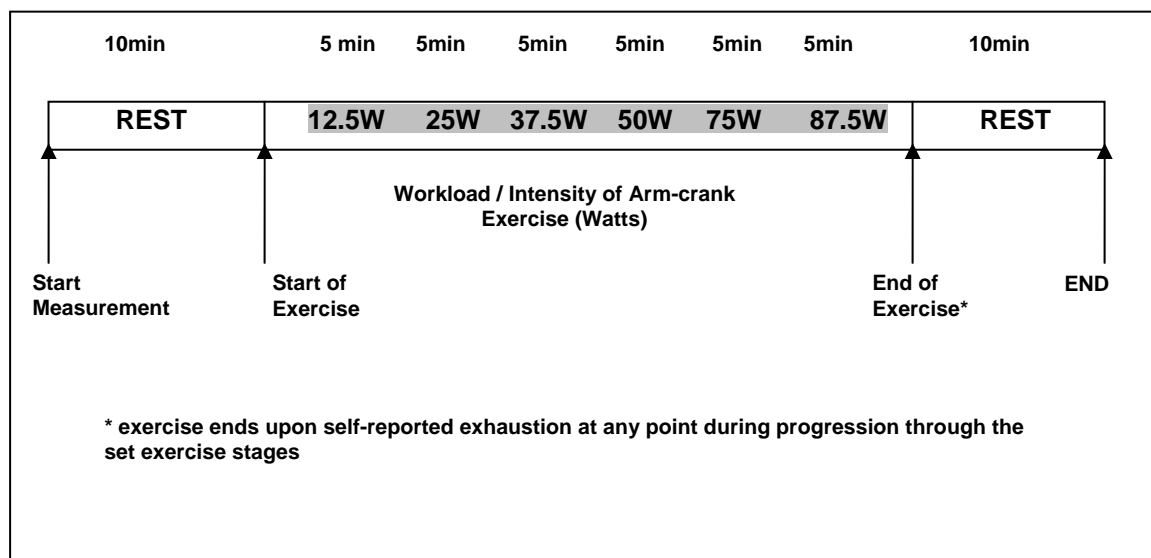 10min 5 min 5min 5min 5min 5min 5min 10min
REST 12.5W 25W 37.5W 50W 75W 87.5W REST
Workload / Intensity of Arm-crank
Exercise (Watts)
Start
Measurement
Start of
Exercise
End of
Exercise*
END
* exercise ends upon self-reported exhaustion at any point during progression through the
set exercise stages